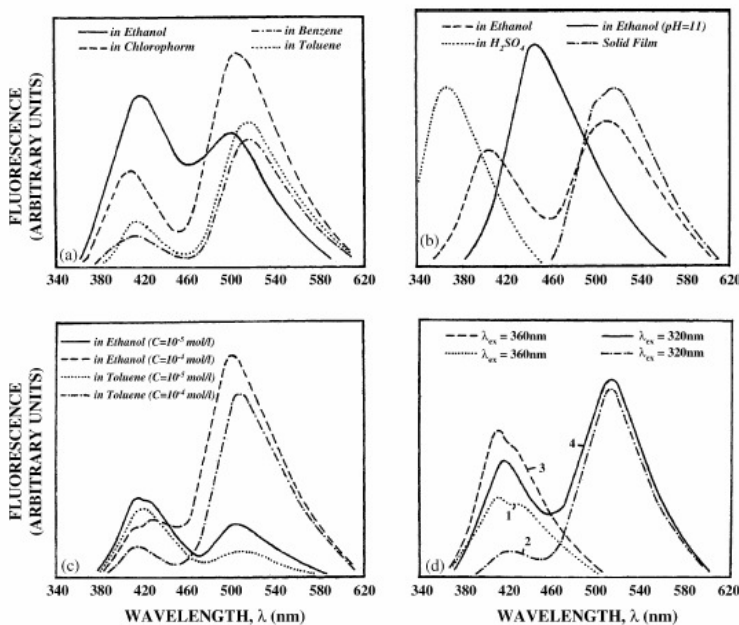 in Ethanol in Benzene
in Chlorophorm in Toluene
FLUORESCENCE
(ARBITRARY UNITS)
(a)
340 380 420 460 500 540 580 620
in Ethanol in Ethanol (pH=11)
in H2SO4 Solid Film
(b)
340 380 420 460 500 540 580 620
in Ethanol (C=10-5 mol/l)
in Ethanol (C=10-4 mol/l)
in Toluene (C=10-5 mol/l)
in Toluene (C=10-4 mol/l)
FLUORESCENCE
(ARBITRARY UNITS)
(c)
340 380 420 460 500 540 580 620
WAVELENGTH, λ (nm)
λex = 360nm λex = 320nm
λex = 360nm λex = 320nm
4
3
1
2
(d)
340 380 420 460 500 540 580 620
WAVELENGTH, λ (nm)